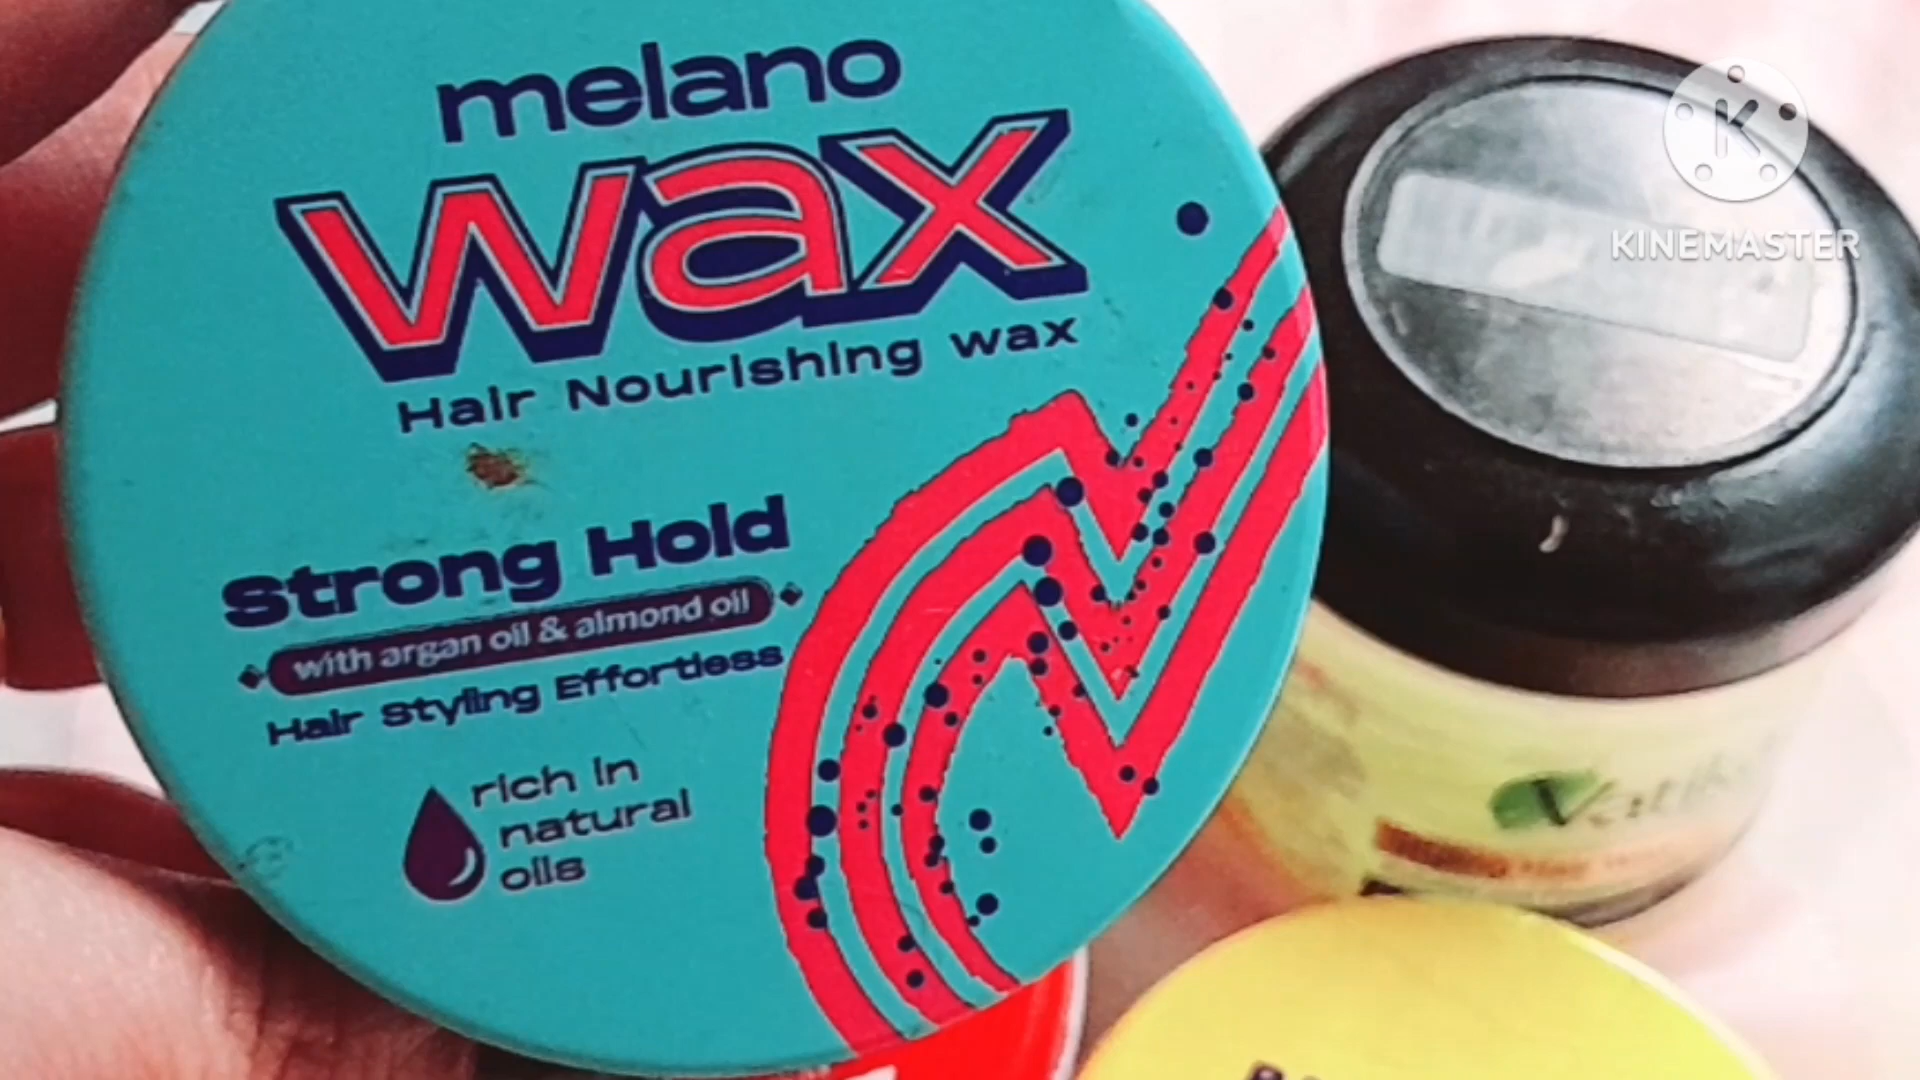 melano
wax
Hair Nourishing wax
Strong Hold
with argan oil & almond oil
Hair Styling Effortless
rich in
natural
oils
KINEMASTER
Vatika